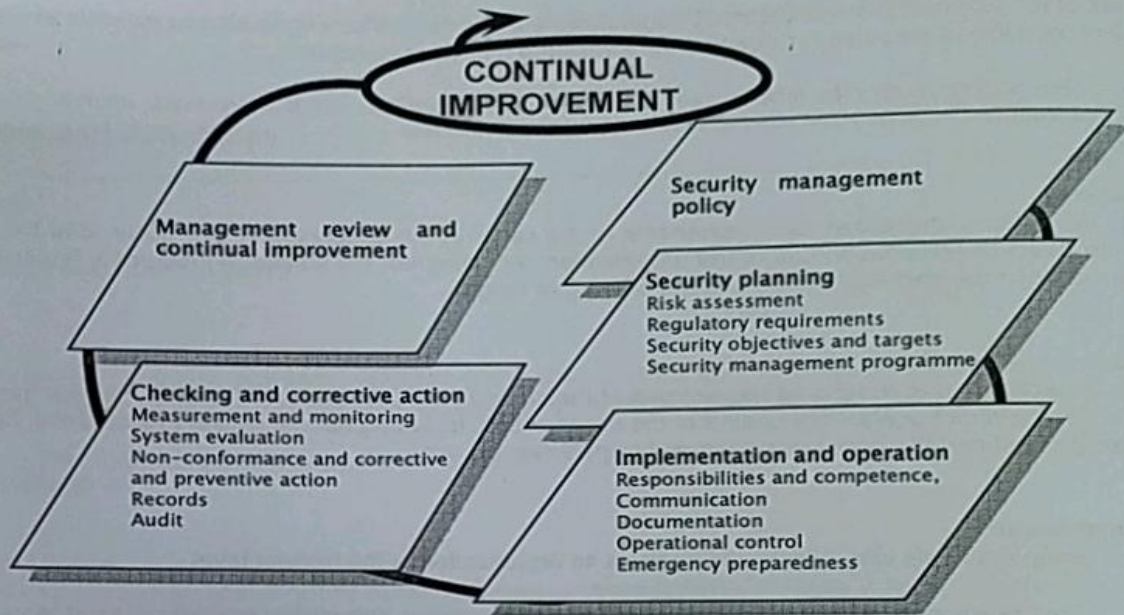 CONTINUAL
IMPROVEMENT
Security management
policy
Security planning
Risk assessment
Regulatory requirements
Security objectives and targets
Security management programme
Implementation and operation
Responsibilities and competence,
Communication
Documentation
Operational control
Emergency preparedness
Checking and corrective action
Measurement and monitoring
System evaluation
Non-conformance and corrective
and preventive action
Records
Audit
Management review and
continual improvement